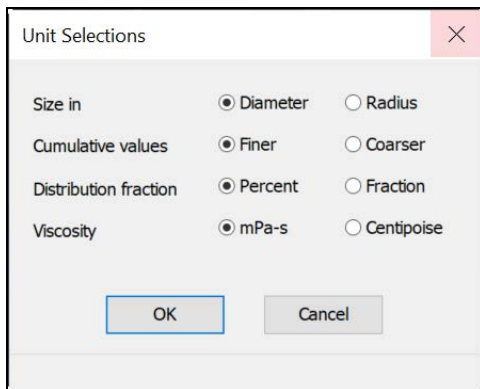 Unit Selections
Size in Diameter Radius
Cumulative values Finer Coarser
Distribution fraction Percent Fraction
Viscosity mPa-s Centipoise
OK Cancel